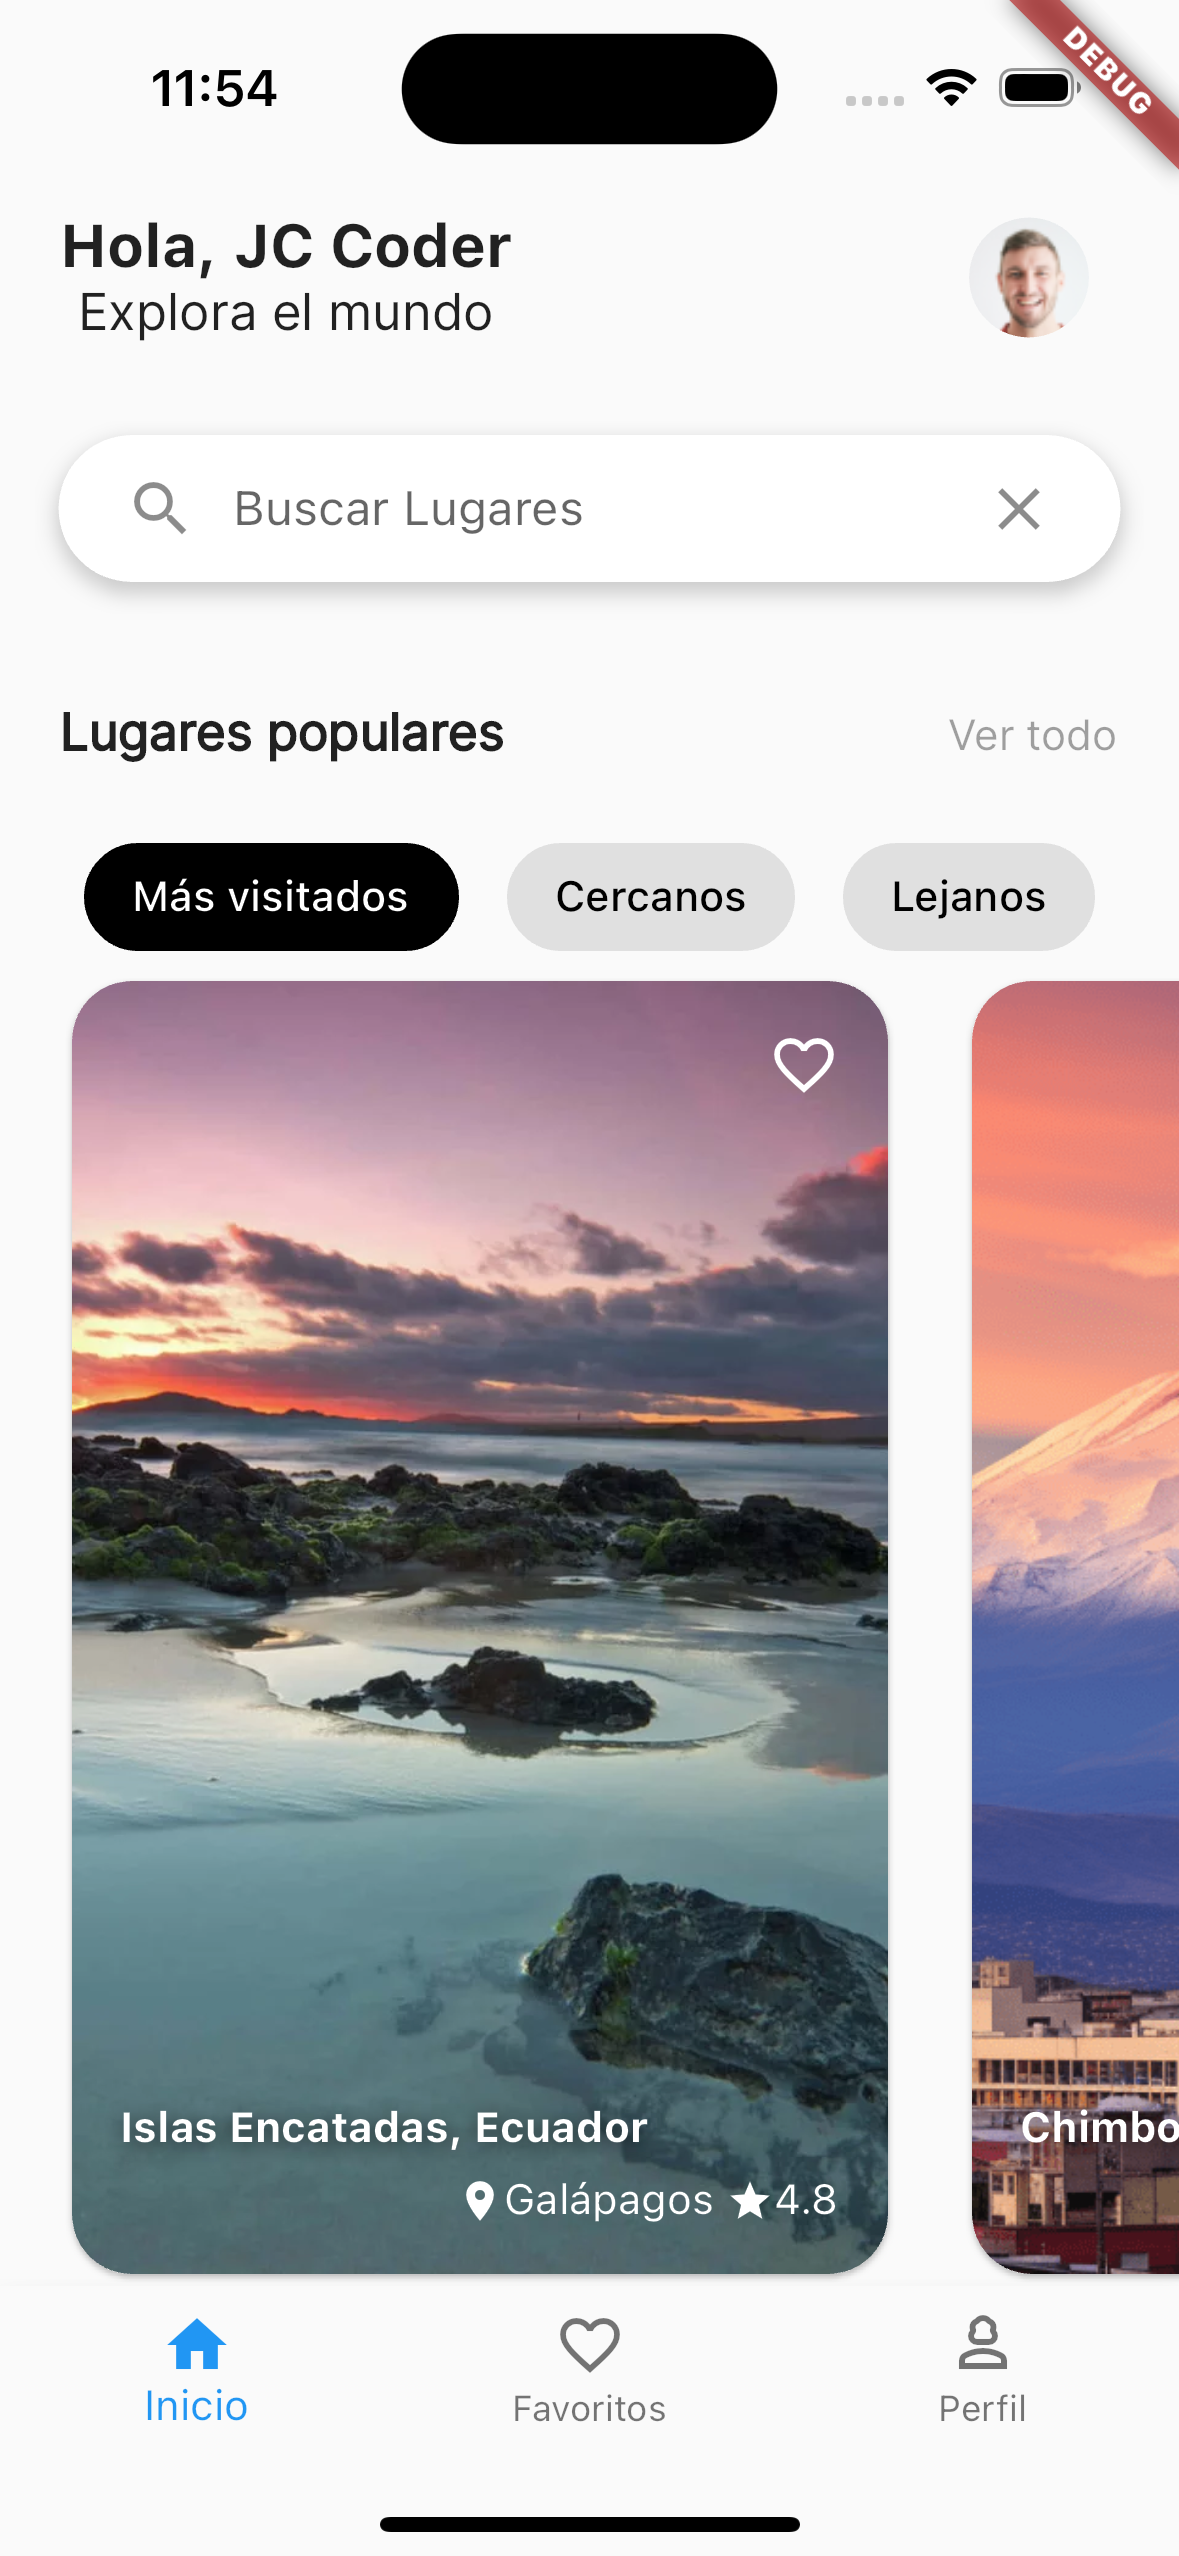 11:54
DEBUG
Hola, JC Coder
Explora el mundo
Buscar Lugares
Lugares populares
Ver todo
Más visitados
Cercanos
Lejanos
Islas Encatadas, Ecuador
Galápagos 4.8
Chimbo
Inicio
Favoritos
Perfil